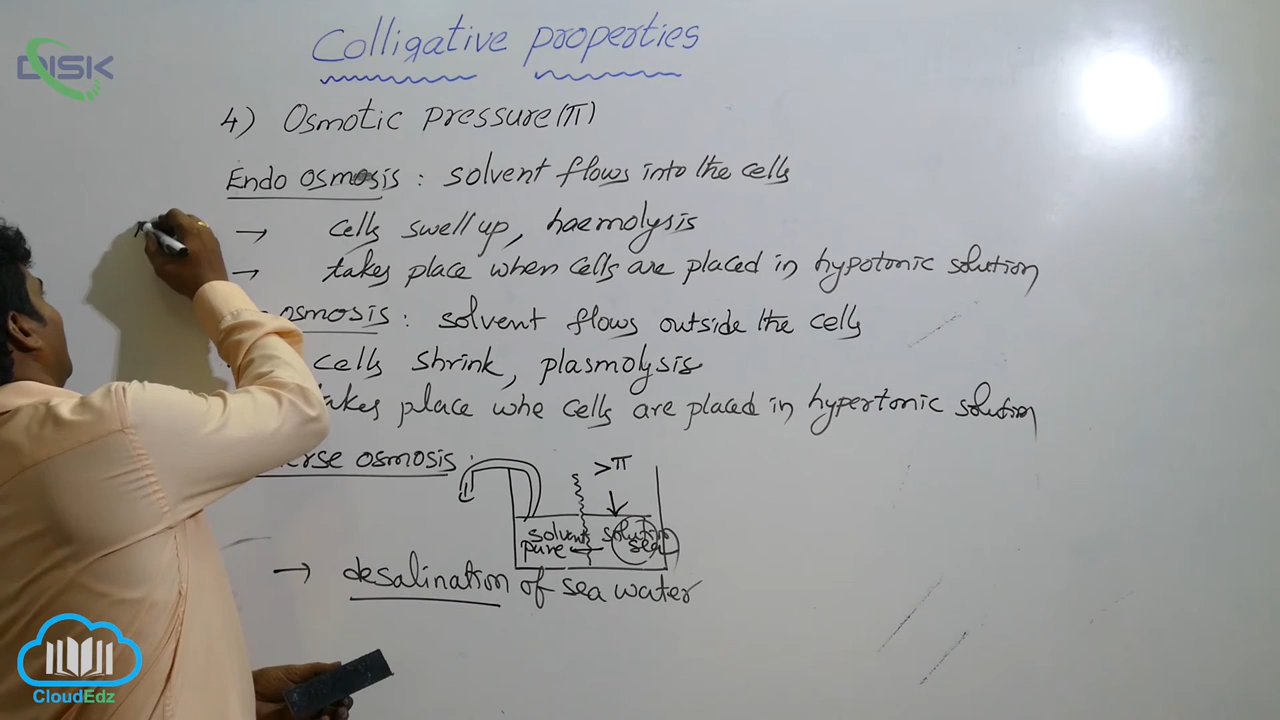 DISK
Colligative properties
4) Osmotic Pressure (π)
Endo osmosis : solvent flows into the cells
→ cells swell up, haemolysis
→ takes place when cells are placed in hypotonic solution
osmosis : solvent flows outside the cells
cells shrink, plasmolysis
takes place whe cells are placed in hypertonic solution
erse osmosis :
>π
solvent solution
pure sea
→ desalination of sea water
CloudEdz